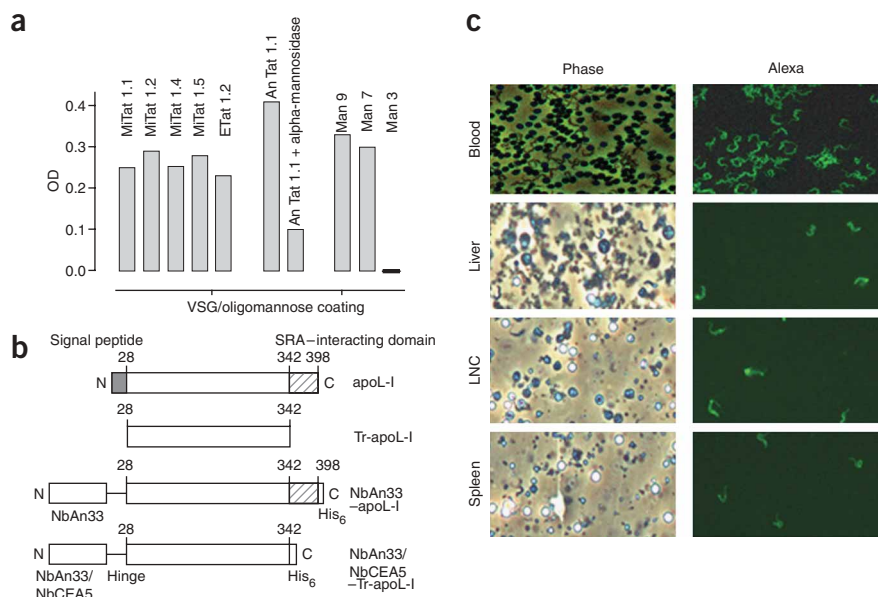 a
OD
0.4
0.3
0.2
0.1
0.0
MiTat 1.1
MiTat 1.2
MiTat 1.4
MiTat 1.5
ETat 1.2
An Tat 1.1
An Tat 1.1 + alpha-mannosidase
Man 9
Man 7
Man 3
VSG/oligomannose coating
b
Signal peptide
SRA–interacting domain
28
342 398
N
C
apoL-I
28
342
Tr-apoL-I
28
342 398
N
C
NbAn33
NbAn33
–apoL-I
His6
28
342
N
C
NbAn33/
NbCEA5
Hinge
His6
NbAn33/
NbCEA5
–Tr-apoL-I
c
Phase
Alexa
Blood
Liver
LNC
Spleen